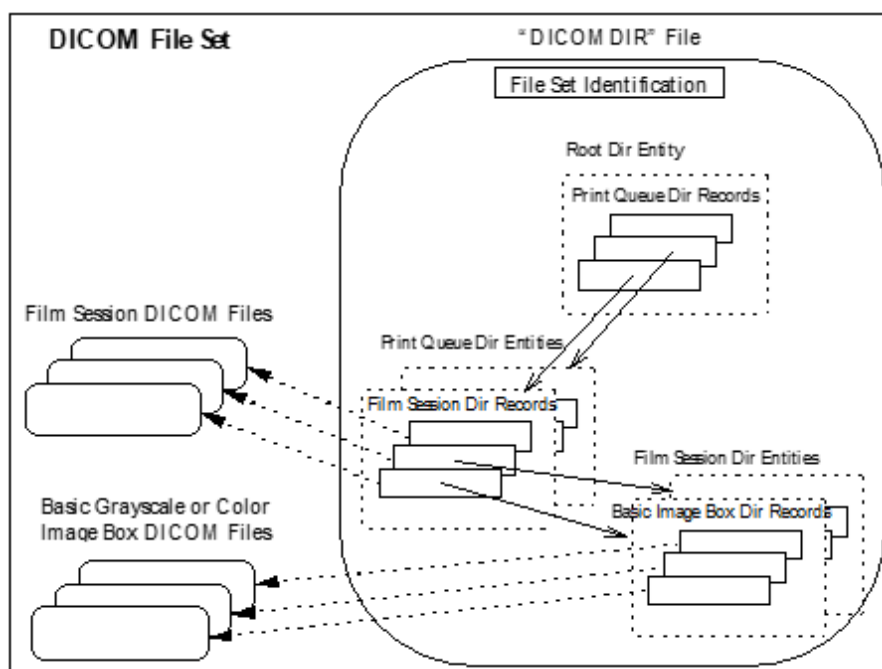 DICOM File Set
“DICOM DIR” File
File Set Identification
Root Dir Entity
Print Queue Dir Records
Film Session DICOM Files
Print Queue Dir Entities
Film Session Dir Records
Film Session Dir Entities
Basic Grayscale or Color
Image Box DICOM Files
Basic Image Box Dir Records